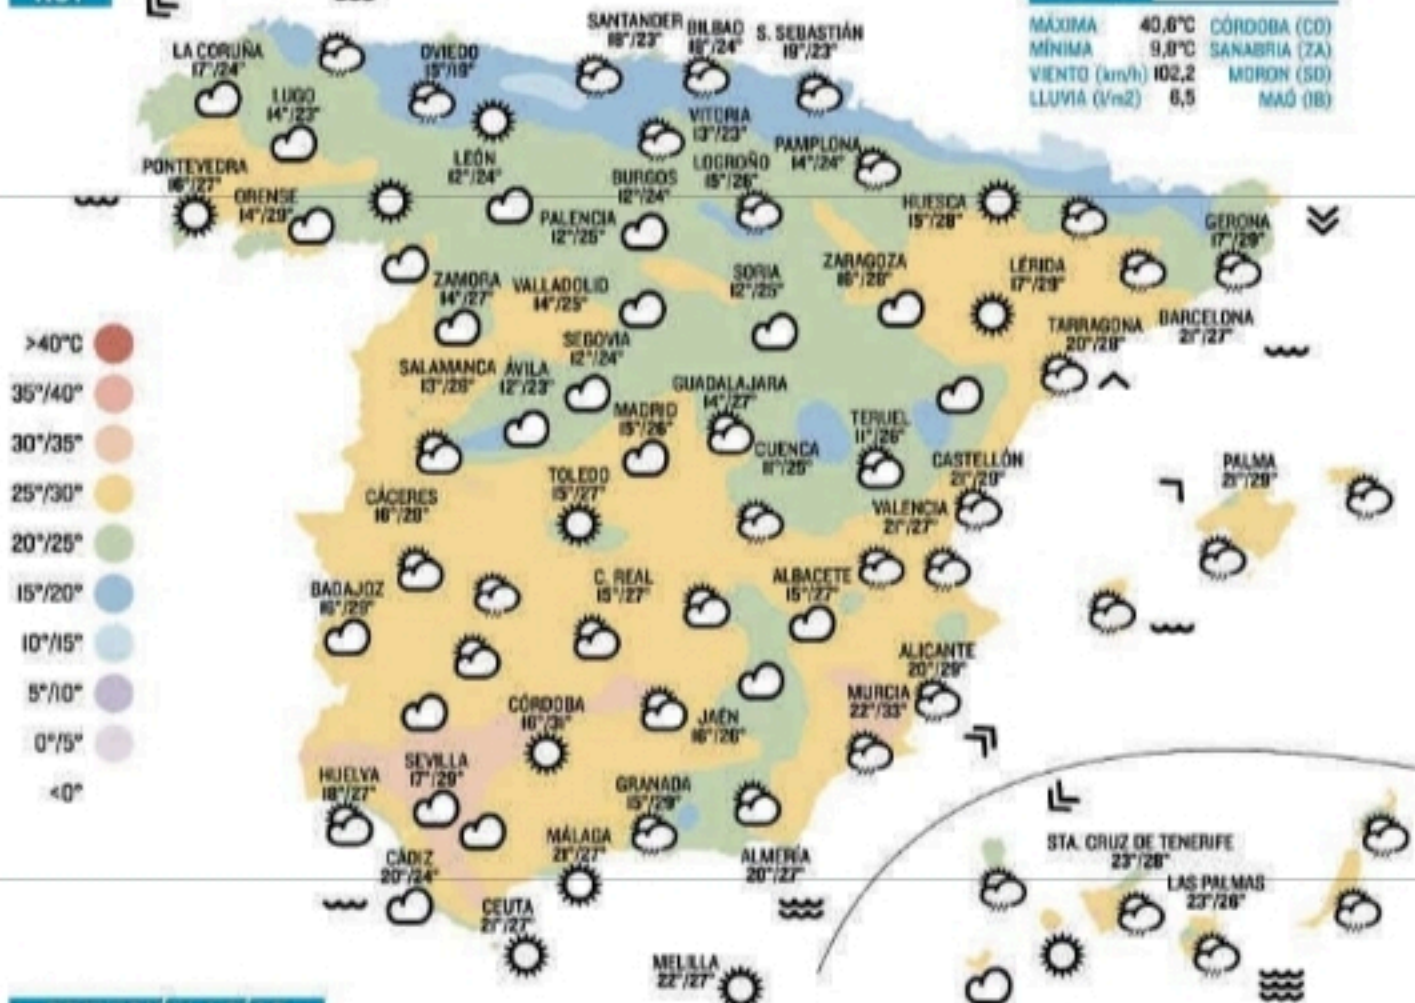 HOY
MÁXIMA 40,6°C CÓRDOBA (CO)
MÍNIMA 9,8°C SANABRIA (ZA)
VIENTO (km/h) 102,2 MORON (SO)
LLUVIA (l/m2) 6,5 MAÓ (IB)
LA CORUÑA
17°/24°
OVIEDO
15°/19°
SANTANDER
18°/23°
BILBAO
18°/24°
S. SEBASTIÁN
19°/23°
LUGO
14°/23°
VITORIA
13°/23°
PAMPLONA
14°/24°
PONTEVEDRA
16°/27°
ORENSE
14°/29°
LEÓN
12°/24°
BURGOS
12°/24°
LOGROÑO
15°/26°
PALENCIA
12°/25°
HUESCA
15°/28°
GERONA
17°/29°
ZAMORA
14°/27°
VALLADOLID
14°/25°
SORIA
12°/25°
ZARAGOZA
16°/28°
LÉRIDA
17°/29°
TARRAGONA
20°/28°
BARCELONA
21°/27°
SEGOVIA
12°/24°
SALAMANCA
13°/26°
ÁVILA
12°/23°
GUADALAJARA
14°/27°
MADRID
15°/26°
TERUEL
11°/26°
CUENCA
11°/25°
CASTELLÓN
21°/29°
PALMA
21°/29°
TOLEDO
15°/27°
CÁCERES
16°/28°
VALENCIA
21°/27°
BADAJOZ
16°/29°
C. REAL
15°/27°
ALBACETE
15°/27°
ALICANTE
20°/29°
MURCIA
22°/33°
CÓRDOBA
16°/31°
JAÉN
16°/28°
SEVILLA
17°/29°
HUELVA
18°/27°
GRANADA
15°/29°
MÁLAGA
21°/27°
ALMERÍA
20°/27°
CÁDIZ
20°/24°
CEUTA
21°/27°
MELILLA
22°/27°
STA. CRUZ DE TENERIFE
23°/28°
LAS PALMAS
23°/26°
>40°C
35°/40°
30°/35°
25°/30°
20°/25°
15°/20°
10°/15°
5°/10°
0°/5°
<0°